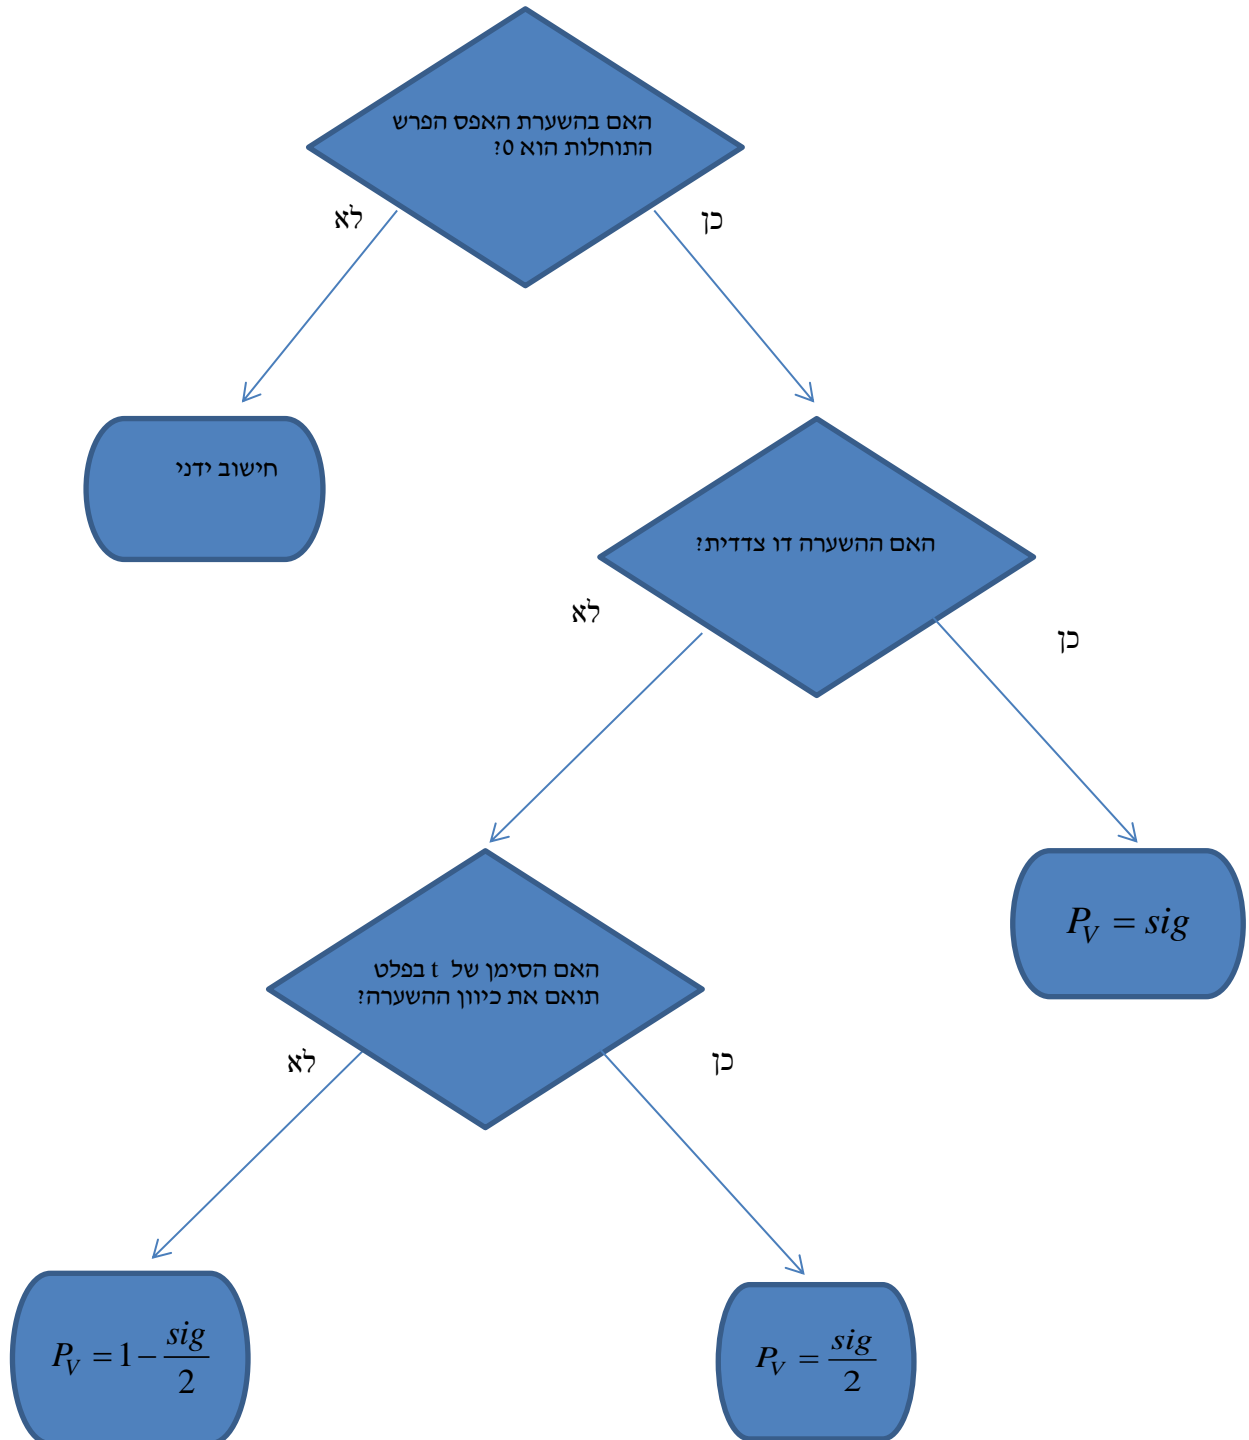 האם בהשערת האפס הפרש
התוחלות הוא 0?
לא
כן
חישוב ידני
האם ההשערה דו צדדית?
לא
כן
P_V = sig
האם הסימן של t בפלט
תואם את כיוון ההשערה?
לא
כן
P_V = 1 - sig/2
P_V = sig/2